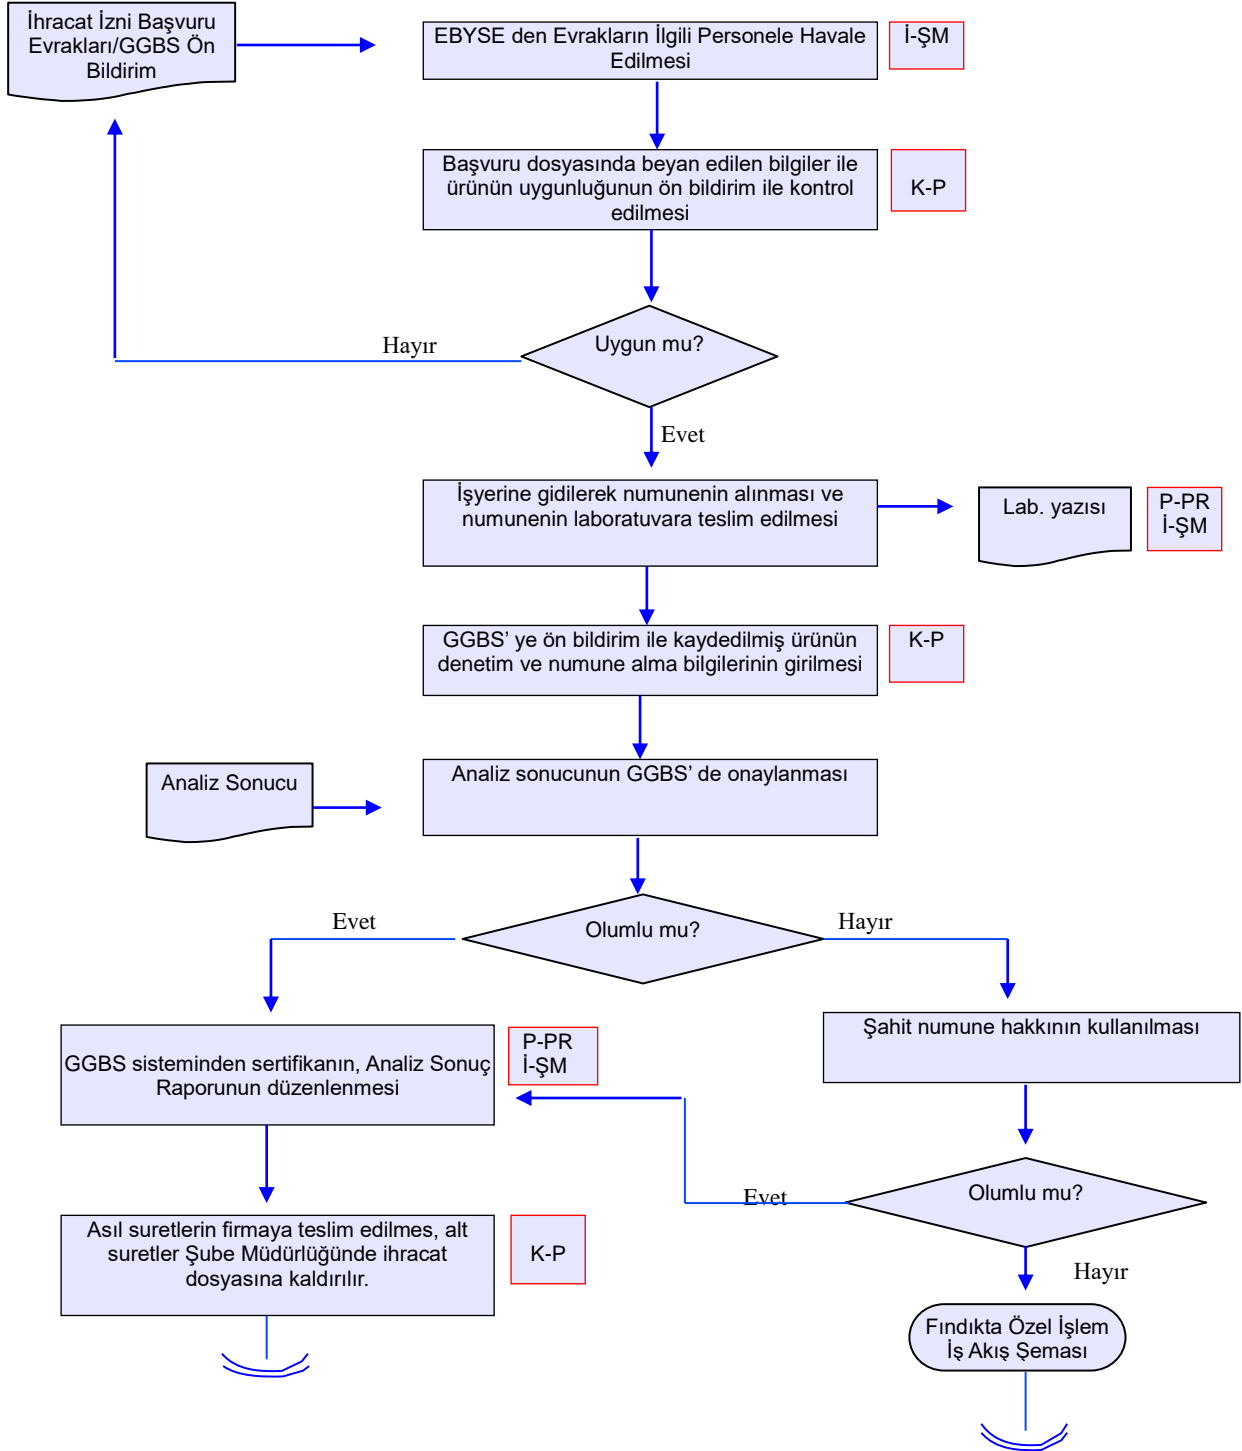 İhracat İzni Başvuru
Evrakları/GGBS Ön
Bildirim
EBYSE den Evrakların İlgili Personele Havale
Edilmesi
İ-ŞM
Başvuru dosyasında beyan edilen bilgiler ile
ürünün uygunluğunun ön bildirim ile kontrol
edilmesi
K-P
Uygun mu?
Hayır
Evet
İşyerine gidilerek numunenin alınması ve
numunenin laboratuvara teslim edilmesi
Lab. yazısı
P-PR
İ-ŞM
GGBS’ ye ön bildirim ile kaydedilmiş ürünün
denetim ve numune alma bilgilerinin girilmesi
K-P
Analiz Sonucu
Analiz sonucunun GGBS’ de onaylanması
Olumlu mu?
Evet
Hayır
GGBS sisteminden sertifikanın, Analiz Sonuç
Raporunun düzenlenmesi
P-PR
İ-ŞM
Şahit numune hakkının kullanılması
Olumlu mu?
Evet
Hayır
Asıl suretlerin firmaya teslim edilmes, alt
suretler Şube Müdürlüğünde ihracat
dosyasına kaldırılır.
K-P
Fındıkta Özel İşlem
İş Akış Şeması